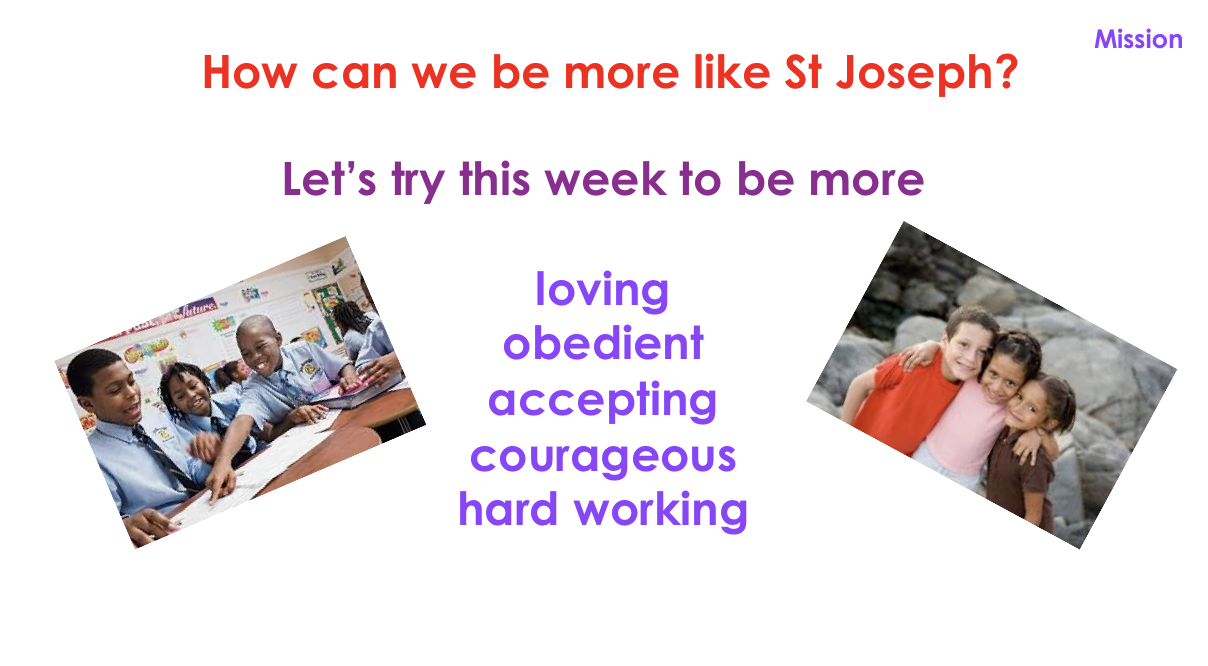 Mission
How can we be more like St Joseph?
Let's try this week to be more
future
loving
obedient
accepting
courageous
hard working